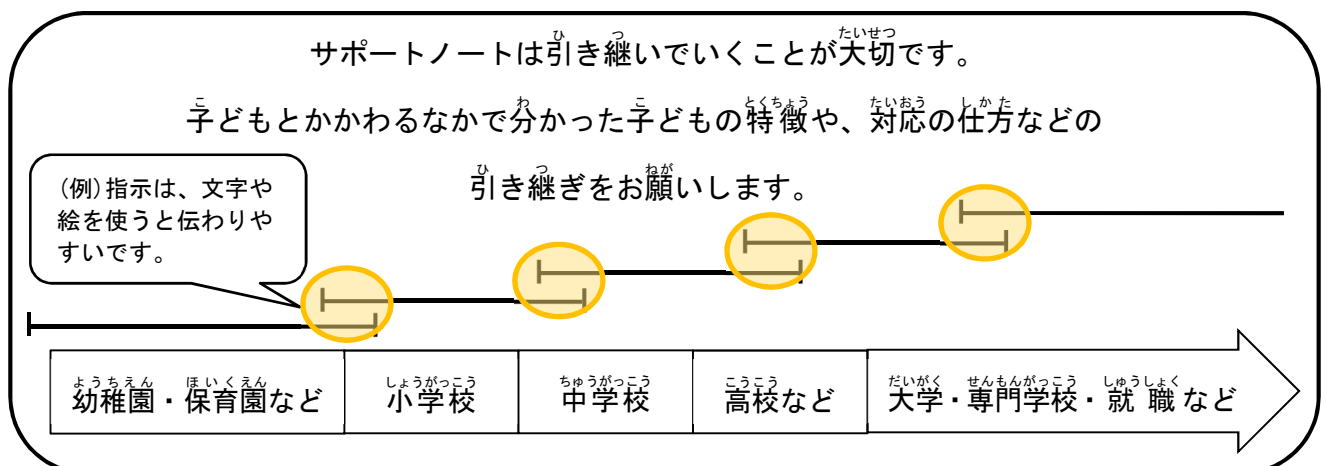 サポートノートは引き継いでいくことが大切です。
子どもとかかわるなかで分かった子どもの特徴や、対応の仕方などの
引き継ぎをお願いします。
(例)指示は、文字や
絵を使うと伝わりや
すいです。
幼稚園・保育園など
小学校
中学校
高校など
大学・専門学校・就職など